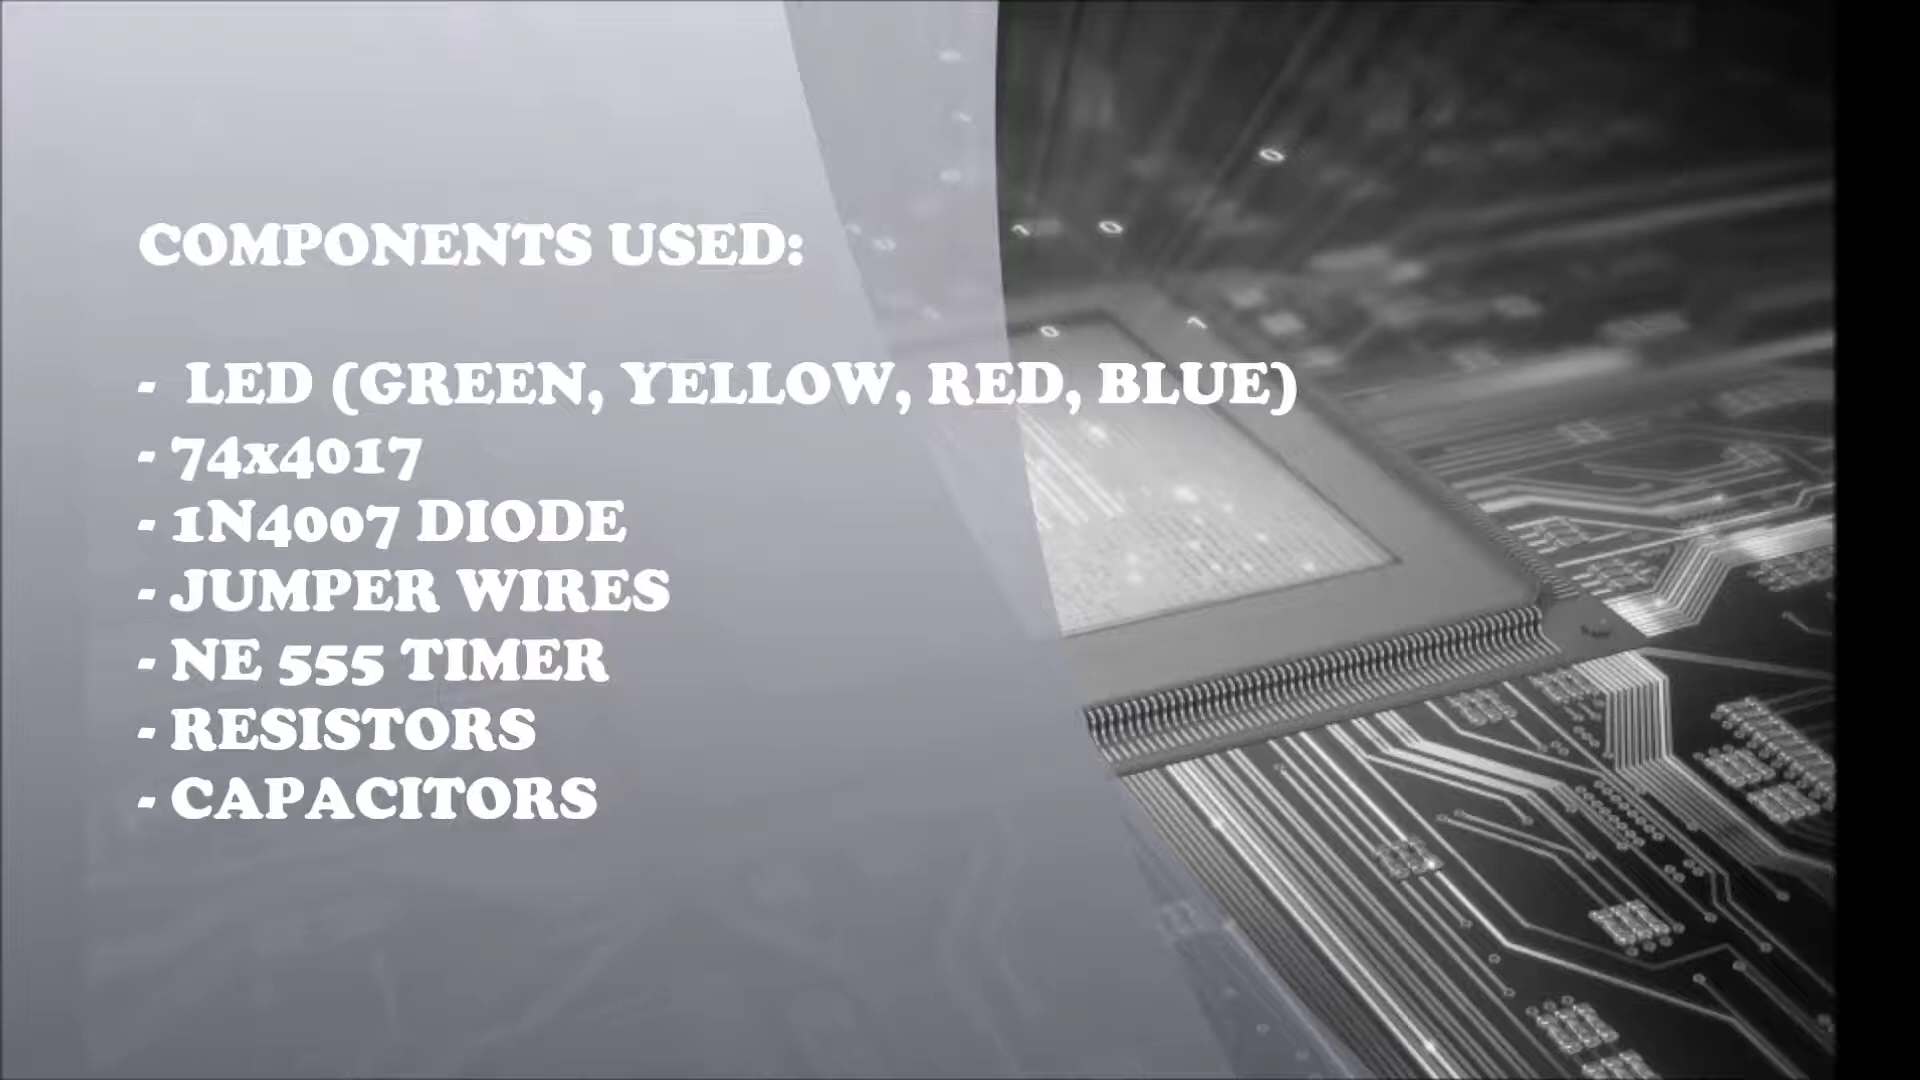 COMPONENTS USED:
- LED (GREEN, YELLOW, RED, BLUE)
- 74x4017
- 1N4007 DIODE
- JUMPER WIRES
- NE 555 TIMER
- RESISTORS
- CAPACITORS